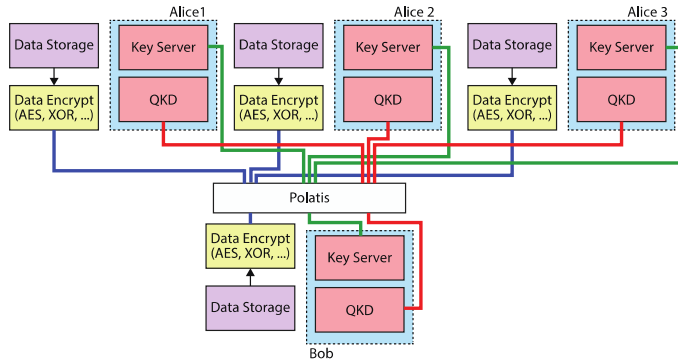 Alice1
Alice 2
Alice 3
Data Storage
Key Server
Data Storage
Key Server
Data Storage
Key Server
Data Encrypt
(AES, XOR, ...)
QKD
Data Encrypt
(AES, XOR, ...)
QKD
Data Encrypt
(AES, XOR, ...)
QKD
Polatis
Data Encrypt
(AES, XOR, ...)
Key Server
Data Storage
QKD
Bob